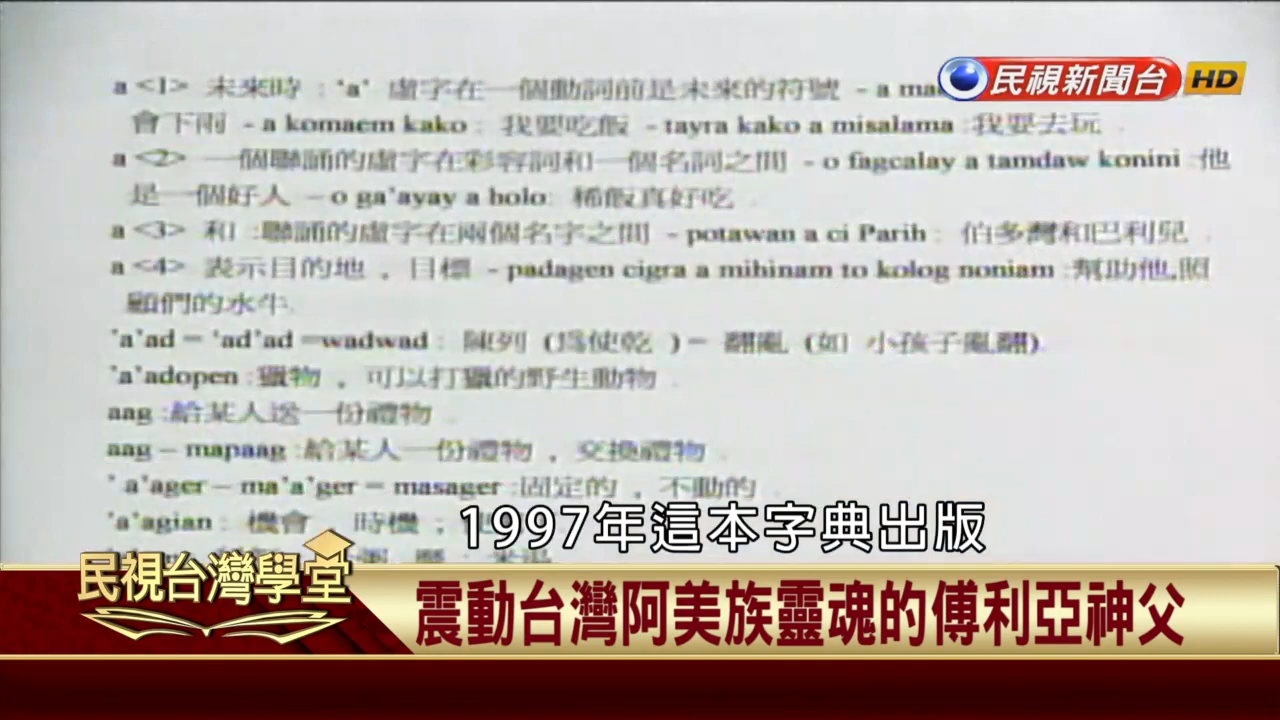 a <1> 未來時 : 'a' 虛字在一個動詞前是未來的符號 - a ma
民視新聞台 HD
會下雨 - a komaem kako : 我要吃飯 - tayra kako a misalama :我要去玩 .
a <2> 一個聯誦的虛字在彩容詞和一個名詞之間 - o fagcalay a tamdaw konini :他
是一個好人 - o ga'ayay a holo: 稀飯真好吃 .
a <3> 和 :聯誦的虛字在兩個名字之間 - potawan a ci Parih : 伯多灣和巴利兒 .
a <4> 表示目的地 , 目標 - padagen cigra a mihinam to kolog noniam :幫助他,照
顧們的水牛.
'a'ad = 'ad'ad =wadwad : 陳列 (為使乾 ) = 翻亂 (如 小孩子亂翻).
'a'adopen :獵物 , 可以打獵的野生動物 .
aag :給某人送一份禮物 .
aag – mapaag :給某人一份禮物 , 交換禮物 .
' a'ager – ma'a'ger = masager :固定的 , 不動的 .
'a'agian : 機會 , 時機 ;
1997年這本字典出版
民視台灣學堂
震動台灣阿美族靈魂的傅利亞神父